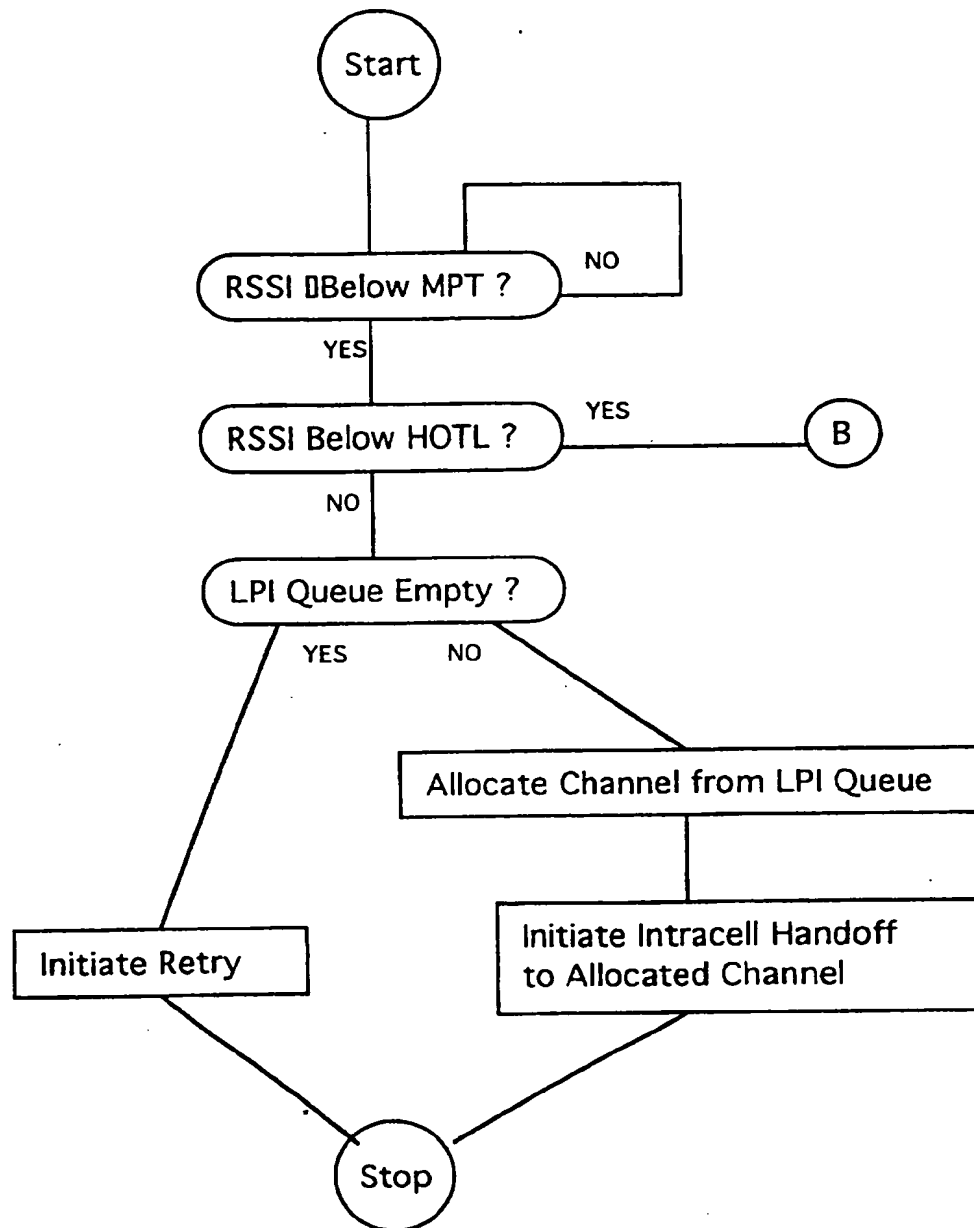 Start
NO
RSSI ▯Below MPT ?
YES
RSSI Below HOTL ?
YES
B
NO
LPI Queue Empty ?
YES
NO
Allocate Channel from LPI Queue
Initiate Retry
Initiate Intracell Handoff
to Allocated Channel
Stop